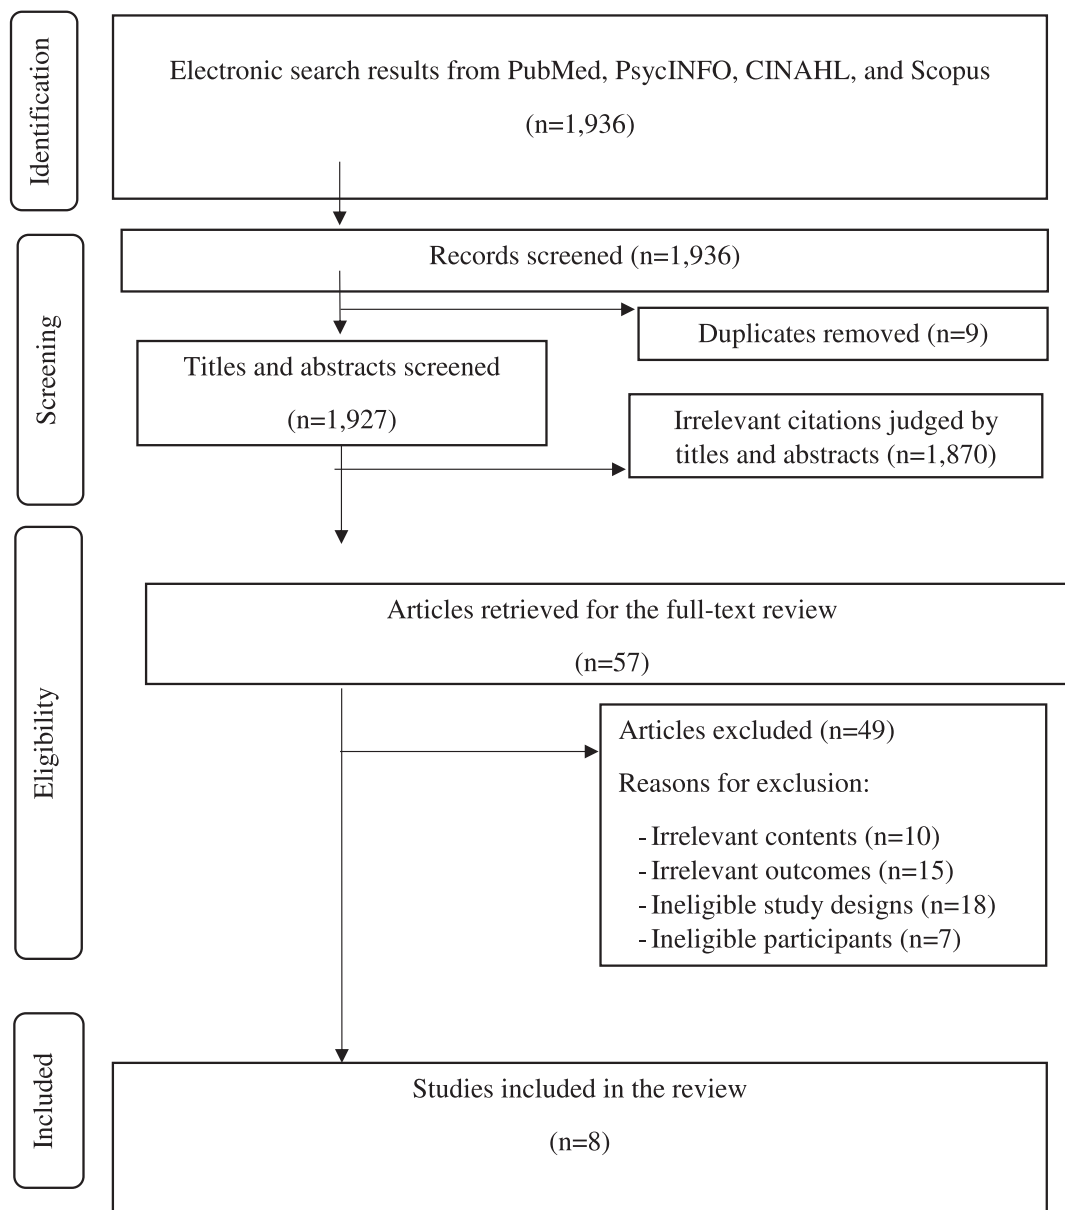 Identification
Electronic search results from PubMed, PsycINFO, CINAHL, and Scopus
(n=1,936)
Screening
Records screened (n=1,936)
Duplicates removed (n=9)
Titles and abstracts screened
(n=1,927)
Irrelevant citations judged by
titles and abstracts (n=1,870)
Eligibility
Articles retrieved for the full-text review
(n=57)
Articles excluded (n=49)
Reasons for exclusion:
- Irrelevant contents (n=10)
- Irrelevant outcomes (n=15)
- Ineligible study designs (n=18)
- Ineligible participants (n=7)
Included
Studies included in the review
(n=8)